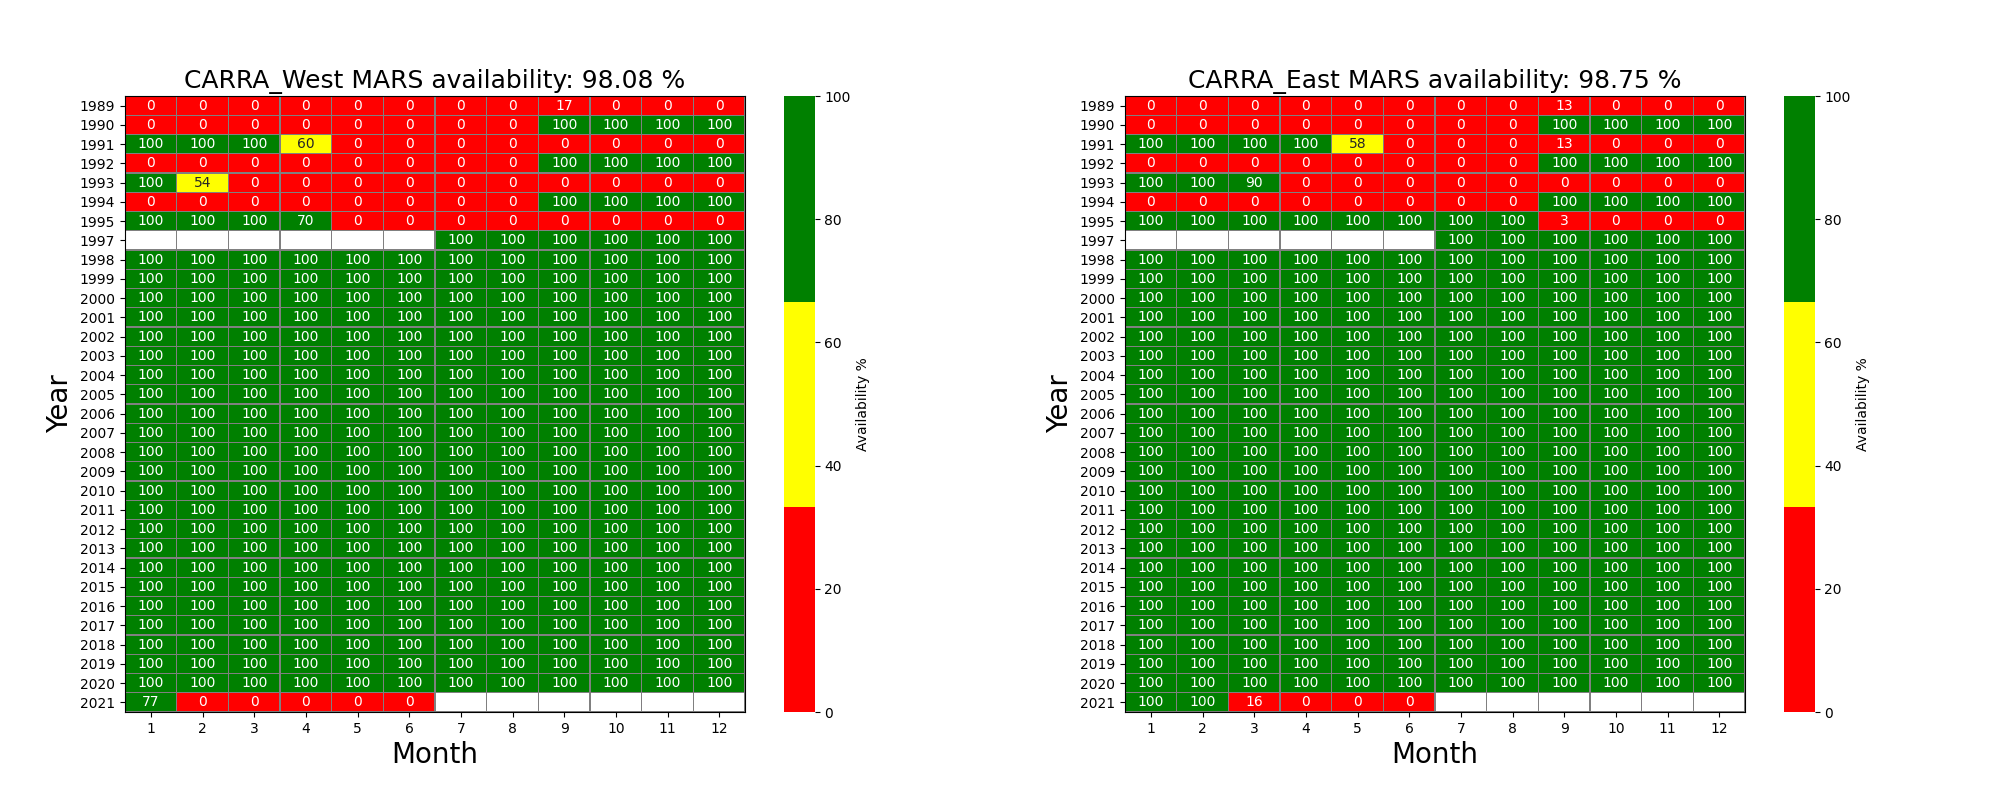 CARRA_West MARS availability: 98.08 %
1989 0 0 0 0 0 0 0 0 17 0 0 0
1990 0 0 0 0 0 0 0 0 100 100 100 100
1991 100 100 100 60 0 0 0 0 0 0 0 0
1992 0 0 0 0 0 0 0 0 100 100 100 100
1993 100 54 0 0 0 0 0 0 0 0 0 0
1994 0 0 0 0 0 0 0 0 100 100 100 100
1995 100 100 100 70 0 0 0 0 0 0 0 0
1997 100 100 100 100 100 100
1998 100 100 100 100 100 100 100 100 100 100 100 100
1999 100 100 100 100 100 100 100 100 100 100 100 100
2000 100 100 100 100 100 100 100 100 100 100 100 100
2001 100 100 100 100 100 100 100 100 100 100 100 100
2002 100 100 100 100 100 100 100 100 100 100 100 100
2003 100 100 100 100 100 100 100 100 100 100 100 100
2004 100 100 100 100 100 100 100 100 100 100 100 100
2005 100 100 100 100 100 100 100 100 100 100 100 100
2006 100 100 100 100 100 100 100 100 100 100 100 100
2007 100 100 100 100 100 100 100 100 100 100 100 100
2008 100 100 100 100 100 100 100 100 100 100 100 100
2009 100 100 100 100 100 100 100 100 100 100 100 100
2010 100 100 100 100 100 100 100 100 100 100 100 100
2011 100 100 100 100 100 100 100 100 100 100 100 100
2012 100 100 100 100 100 100 100 100 100 100 100 100
2013 100 100 100 100 100 100 100 100 100 100 100 100
2014 100 100 100 100 100 100 100 100 100 100 100 100
2015 100 100 100 100 100 100 100 100 100 100 100 100
2016 100 100 100 100 100 100 100 100 100 100 100 100
2017 100 100 100 100 100 100 100 100 100 100 100 100
2018 100 100 100 100 100 100 100 100 100 100 100 100
2019 100 100 100 100 100 100 100 100 100 100 100 100
2020 100 100 100 100 100 100 100 100 100 100 100 100
2021 77 0 0 0 0 0
1 2 3 4 5 6 7 8 9 10 11 12
Month
Year
100
80
60
40
20
0
Availability %
CARRA_East MARS availability: 98.75 %
1989 0 0 0 0 0 0 0 0 13 0 0 0
1990 0 0 0 0 0 0 0 0 100 100 100 100
1991 100 100 100 100 58 0 0 0 13 0 0 0
1992 0 0 0 0 0 0 0 0 100 100 100 100
1993 100 100 90 0 0 0 0 0 0 0 0 0
1994 0 0 0 0 0 0 0 0 100 100 100 100
1995 100 100 100 100 100 100 100 100 3 0 0 0
1997 100 100 100 100 100 100
1998 100 100 100 100 100 100 100 100 100 100 100 100
1999 100 100 100 100 100 100 100 100 100 100 100 100
2000 100 100 100 100 100 100 100 100 100 100 100 100
2001 100 100 100 100 100 100 100 100 100 100 100 100
2002 100 100 100 100 100 100 100 100 100 100 100 100
2003 100 100 100 100 100 100 100 100 100 100 100 100
2004 100 100 100 100 100 100 100 100 100 100 100 100
2005 100 100 100 100 100 100 100 100 100 100 100 100
2006 100 100 100 100 100 100 100 100 100 100 100 100
2007 100 100 100 100 100 100 100 100 100 100 100 100
2008 100 100 100 100 100 100 100 100 100 100 100 100
2009 100 100 100 100 100 100 100 100 100 100 100 100
2010 100 100 100 100 100 100 100 100 100 100 100 100
2011 100 100 100 100 100 100 100 100 100 100 100 100
2012 100 100 100 100 100 100 100 100 100 100 100 100
2013 100 100 100 100 100 100 100 100 100 100 100 100
2014 100 100 100 100 100 100 100 100 100 100 100 100
2015 100 100 100 100 100 100 100 100 100 100 100 100
2016 100 100 100 100 100 100 100 100 100 100 100 100
2017 100 100 100 100 100 100 100 100 100 100 100 100
2018 100 100 100 100 100 100 100 100 100 100 100 100
2019 100 100 100 100 100 100 100 100 100 100 100 100
2020 100 100 100 100 100 100 100 100 100 100 100 100
2021 100 100 16 0 0 0
1 2 3 4 5 6 7 8 9 10 11 12
Month
Year
100
80
60
40
20
0
Availability %